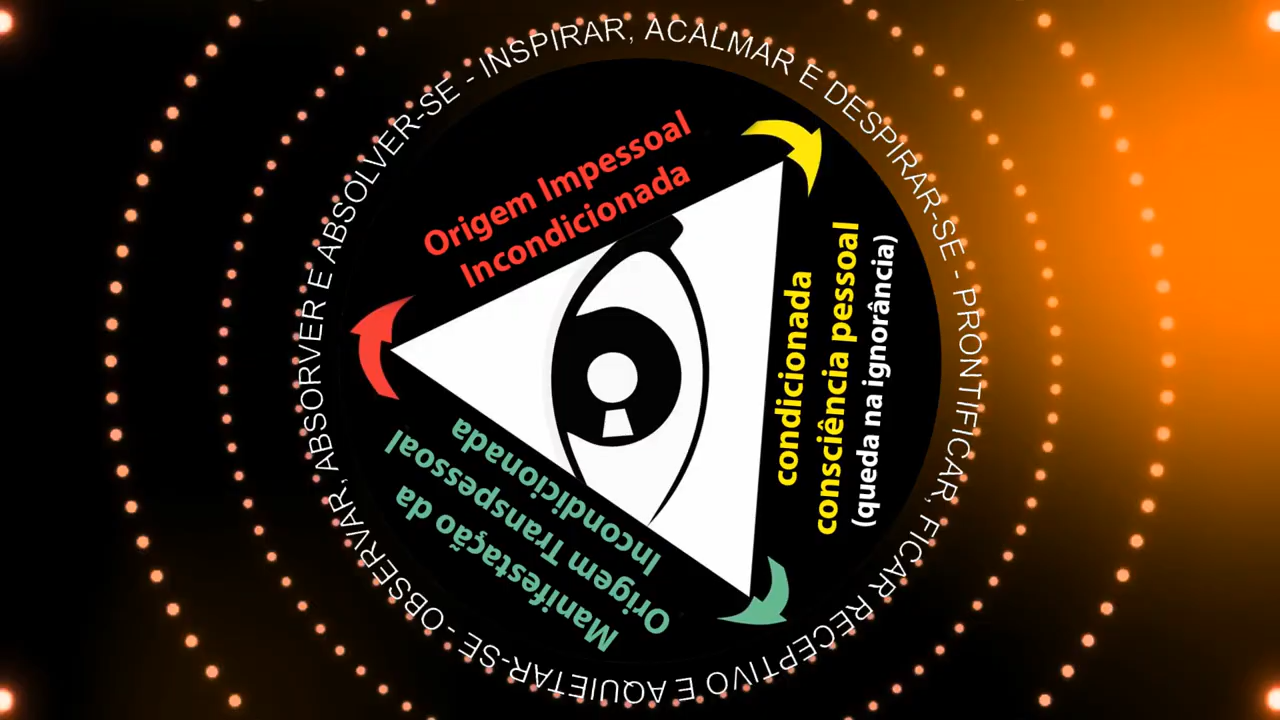 INSPIRAR, ACALMAR E DESPIRAR-SE - PRONTIFICAR, FICAR RECEPTIVO E AQUIETAR-SE - OBSERVAR, ABSORVER E ABSOLVER-SE -
Origem Impessoal
Incondicionada
condicionada
consciência pessoal
(queda na ignorância)
Manifestação da
Origem Transpessoal
Incondicionada